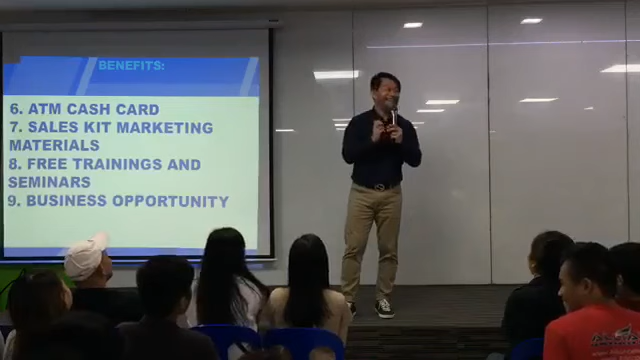 BENEFITS:
6. ATM CASH CARD
7. SALES KIT MARKETING
MATERIALS
8. FREE TRAININGS AND
SEMINARS
9. BUSINESS OPPORTUNITY